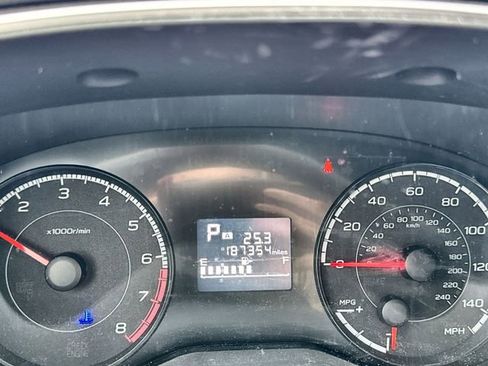 1 2 3 4 5 6 7 8
x1000r/min
P A 25.3
187354 miles
E F
20 40 60 80 100 120 140
20 40 60 80 100 120 140 160 180 200 220 240
km/h
MPG
- +
MPH